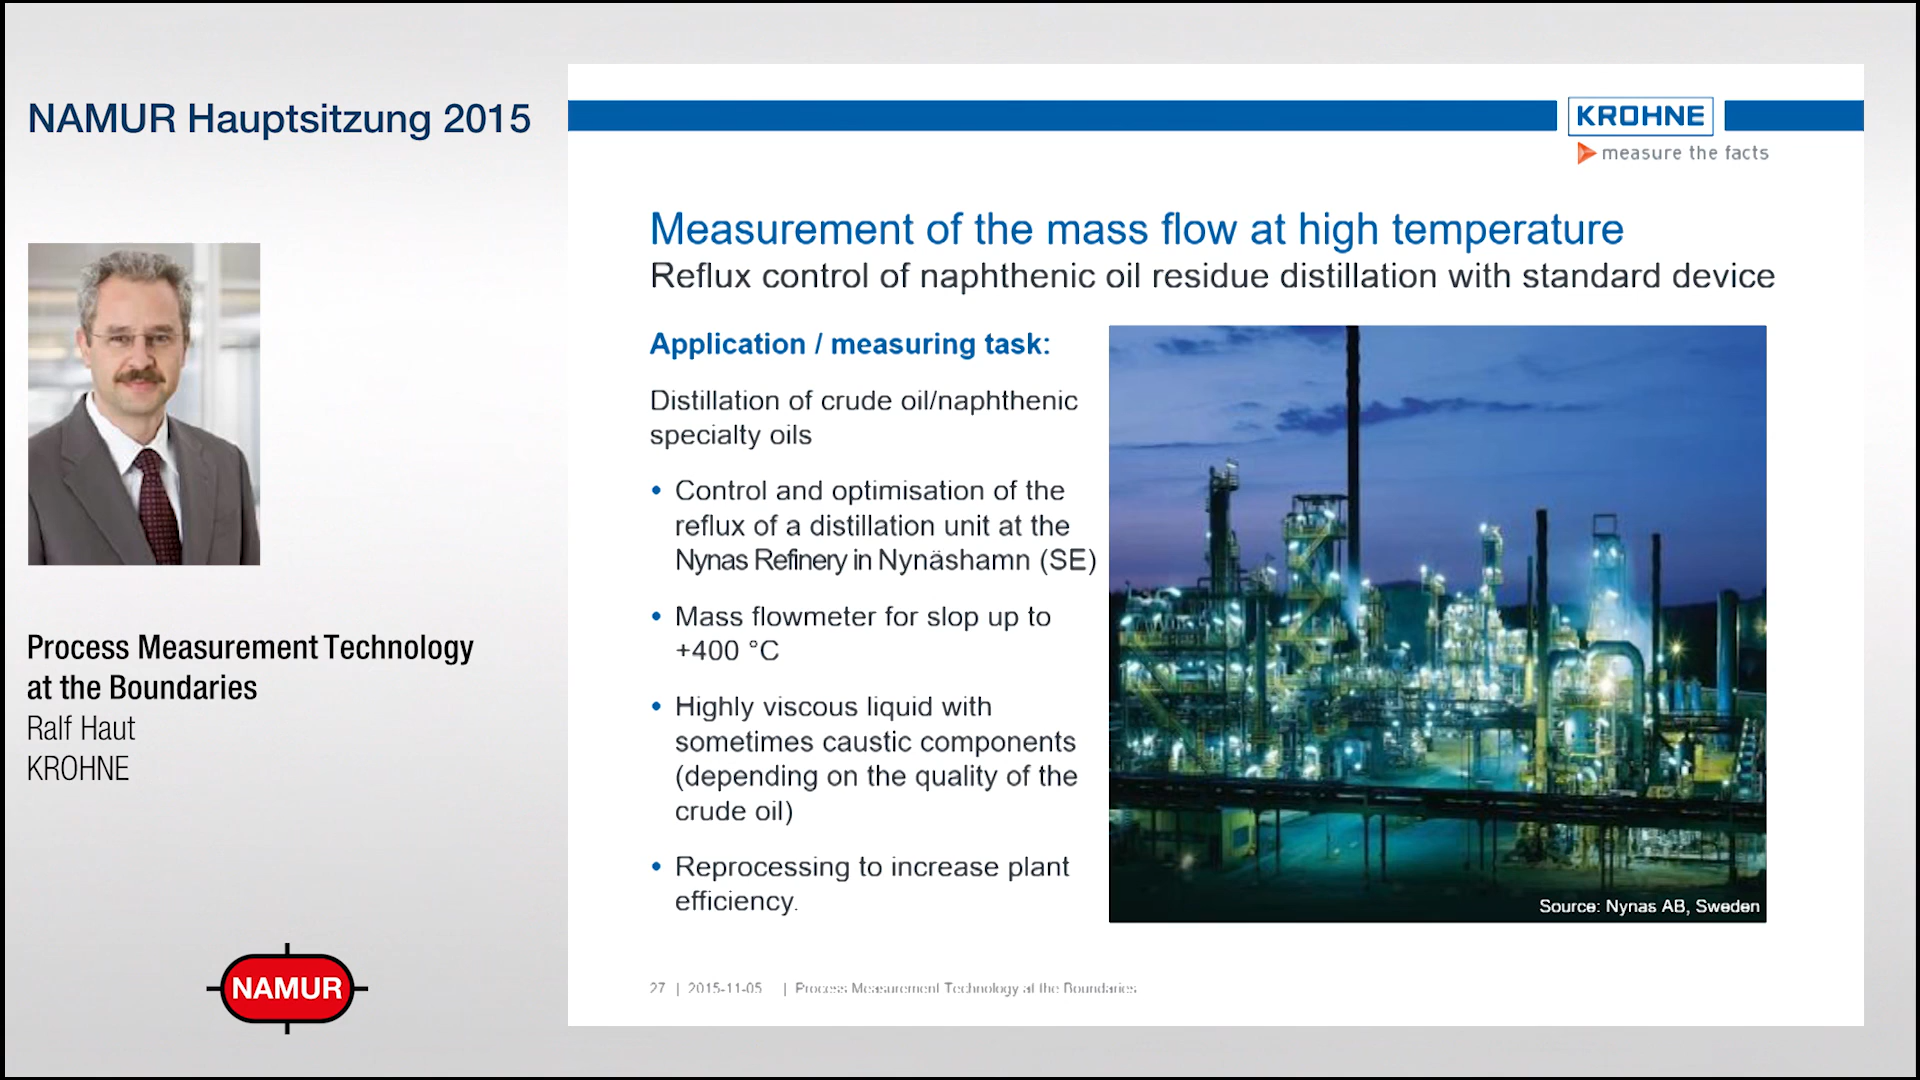 NAMUR Hauptsitzung 2015
Process Measurement Technology
at the Boundaries
Ralf Haut
KROHNE
NAMUR
KROHNE
measure the facts
Measurement of the mass flow at high temperature
Reflux control of naphthenic oil residue distillation with standard device
Application / measuring task:
Distillation of crude oil/naphthenic
specialty oils
• Control and optimisation of the
reflux of a distillation unit at the
Nynas Refinery in Nynäshamn (SE)
• Mass flowmeter for slop up to
+400 °C
• Highly viscous liquid with
sometimes caustic components
(depending on the quality of the
crude oil)
• Reprocessing to increase plant
efficiency.
Source: Nynas AB, Sweden
27 | 2015-11-05 | Process Measurement Technology at the Boundaries